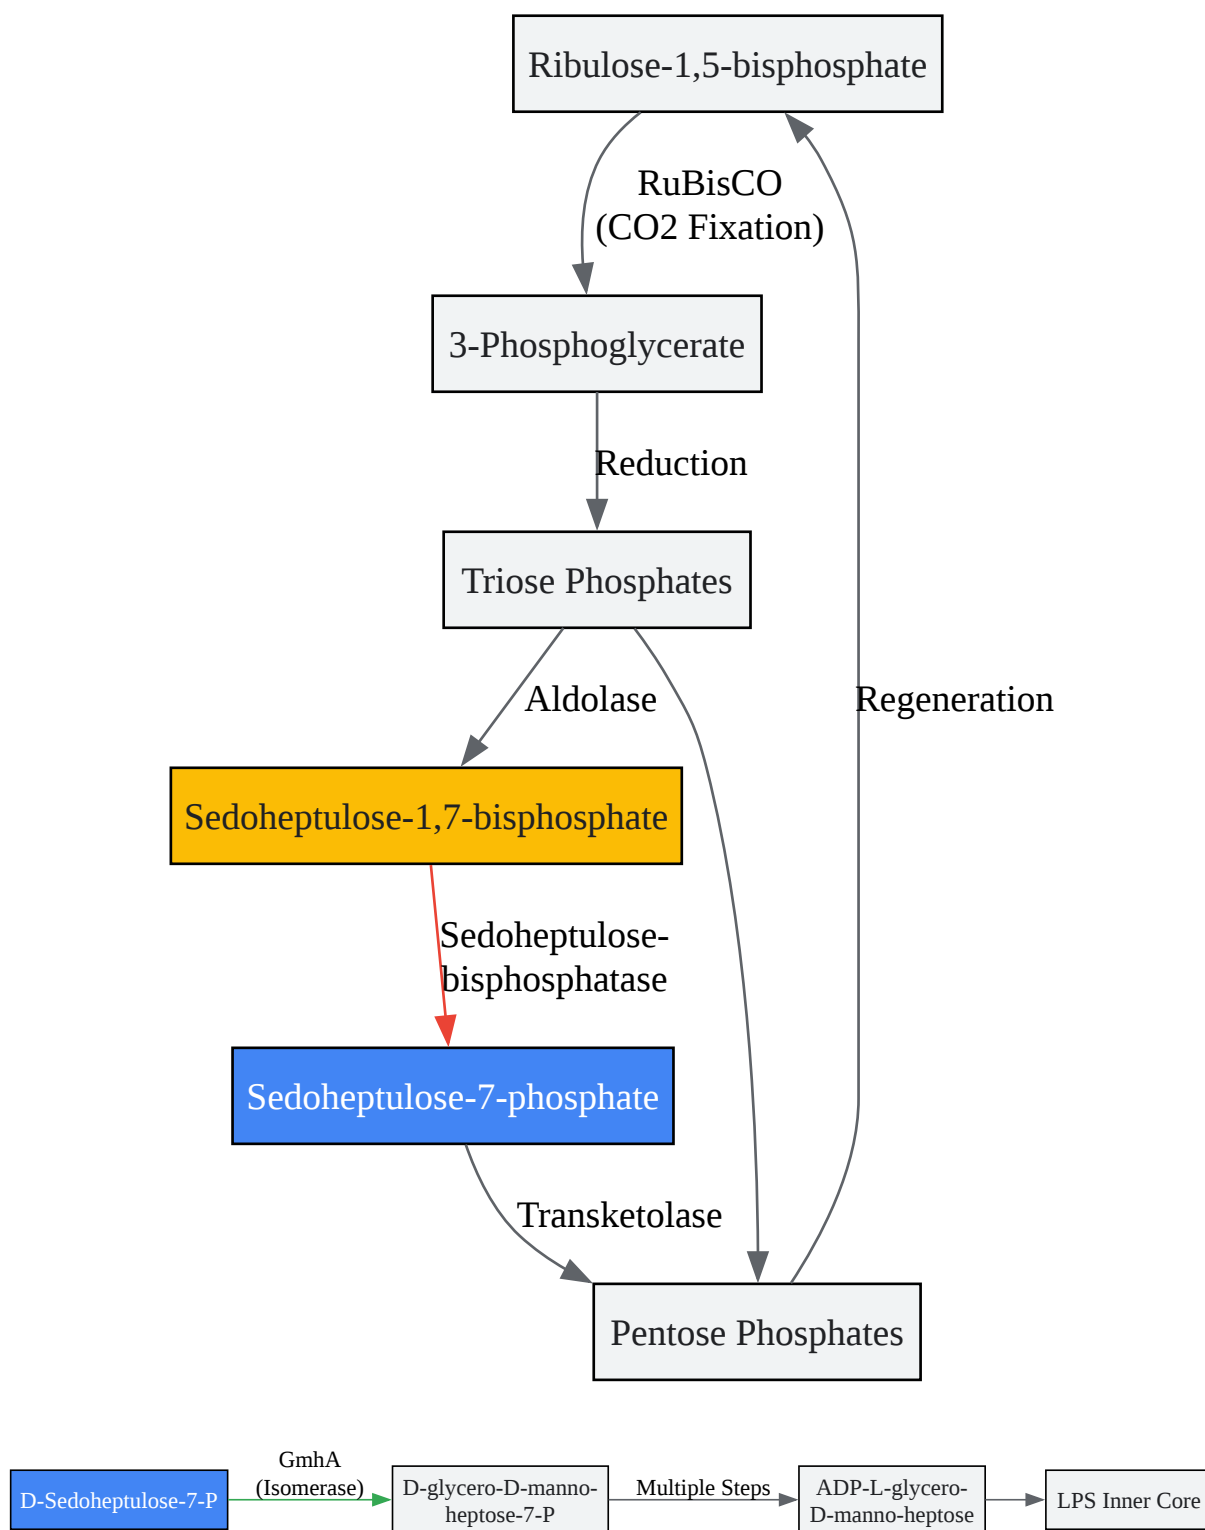 Ribulose-1,5-bisphosphate
RuBisCO
(CO2 Fixation)
3-Phosphoglycerate
Reduction
Triose Phosphates
Aldolase
Regeneration
Sedoheptulose-1,7-bisphosphate
Sedoheptulose-
bisphosphatase
Sedoheptulose-7-phosphate
Transketolase
Pentose Phosphates
D-Sedoheptulose-7-P
GmhA
(Isomerase)
D-glycero-D-manno-
heptose-7-P
Multiple Steps
ADP-L-glycero-
D-manno-heptose
LPS Inner Core